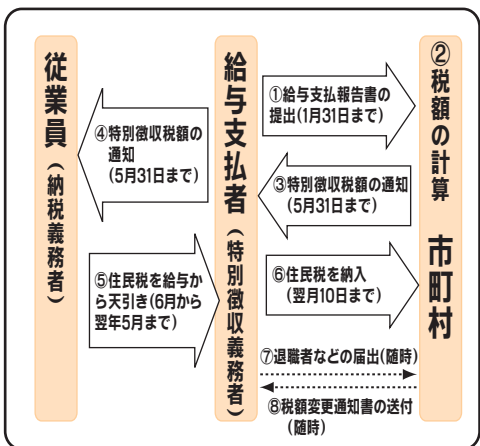 従業員(納税義務者)
給与支払者(特別徴収義務者)
②税額の計算 市町村
①給与支払報告書の
提出(1月31日まで)
④特別徴収税額の
通知
(5月31日まで)
③特別徴収税額の通知
(5月31日まで)
⑤住民税を給与か
ら天引き(6月から
翌年5月まで)
⑥住民税を納入
(翌月10日まで)
⑦退職者などの届出(随時)
⑧税額変更通知書の送付
(随時)